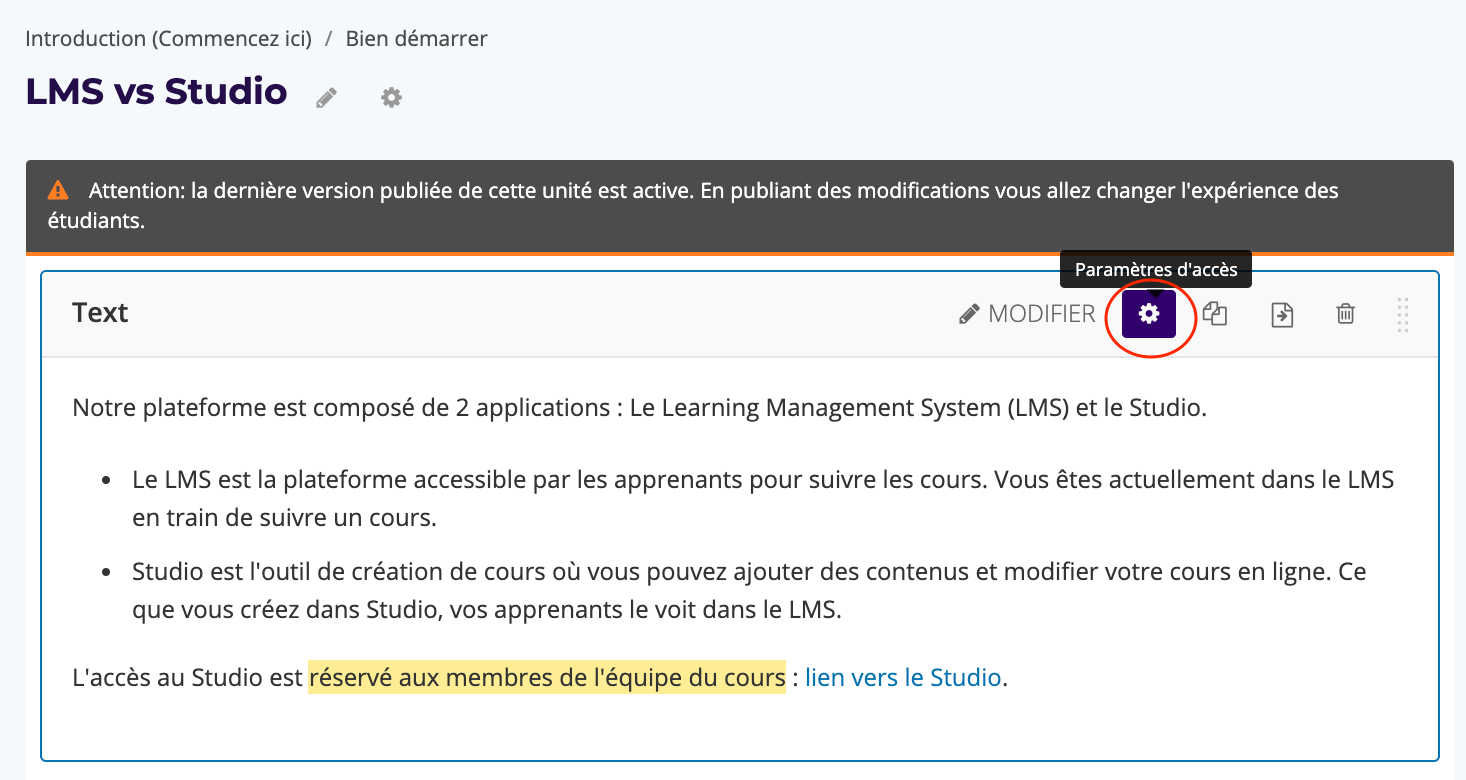 Introduction (Commencez ici) / Bien démarrer
LMS vs Studio
Attention: la dernière version publiée de cette unité est active. En publiant des modifications vous allez changer l'expérience des
étudiants.
Paramètres d'accès
Text
MODIFIER
Notre plateforme est composé de 2 applications : Le Learning Management System (LMS) et le Studio.
• Le LMS est la plateforme accessible par les apprenants pour suivre les cours. Vous êtes actuellement dans le LMS
en train de suivre un cours.
• Studio est l'outil de création de cours où vous pouvez ajouter des contenus et modifier votre cours en ligne. Ce
que vous créez dans Studio, vos apprenants le voit dans le LMS.
L'accès au Studio est réservé aux membres de l'équipe du cours : lien vers le Studio.